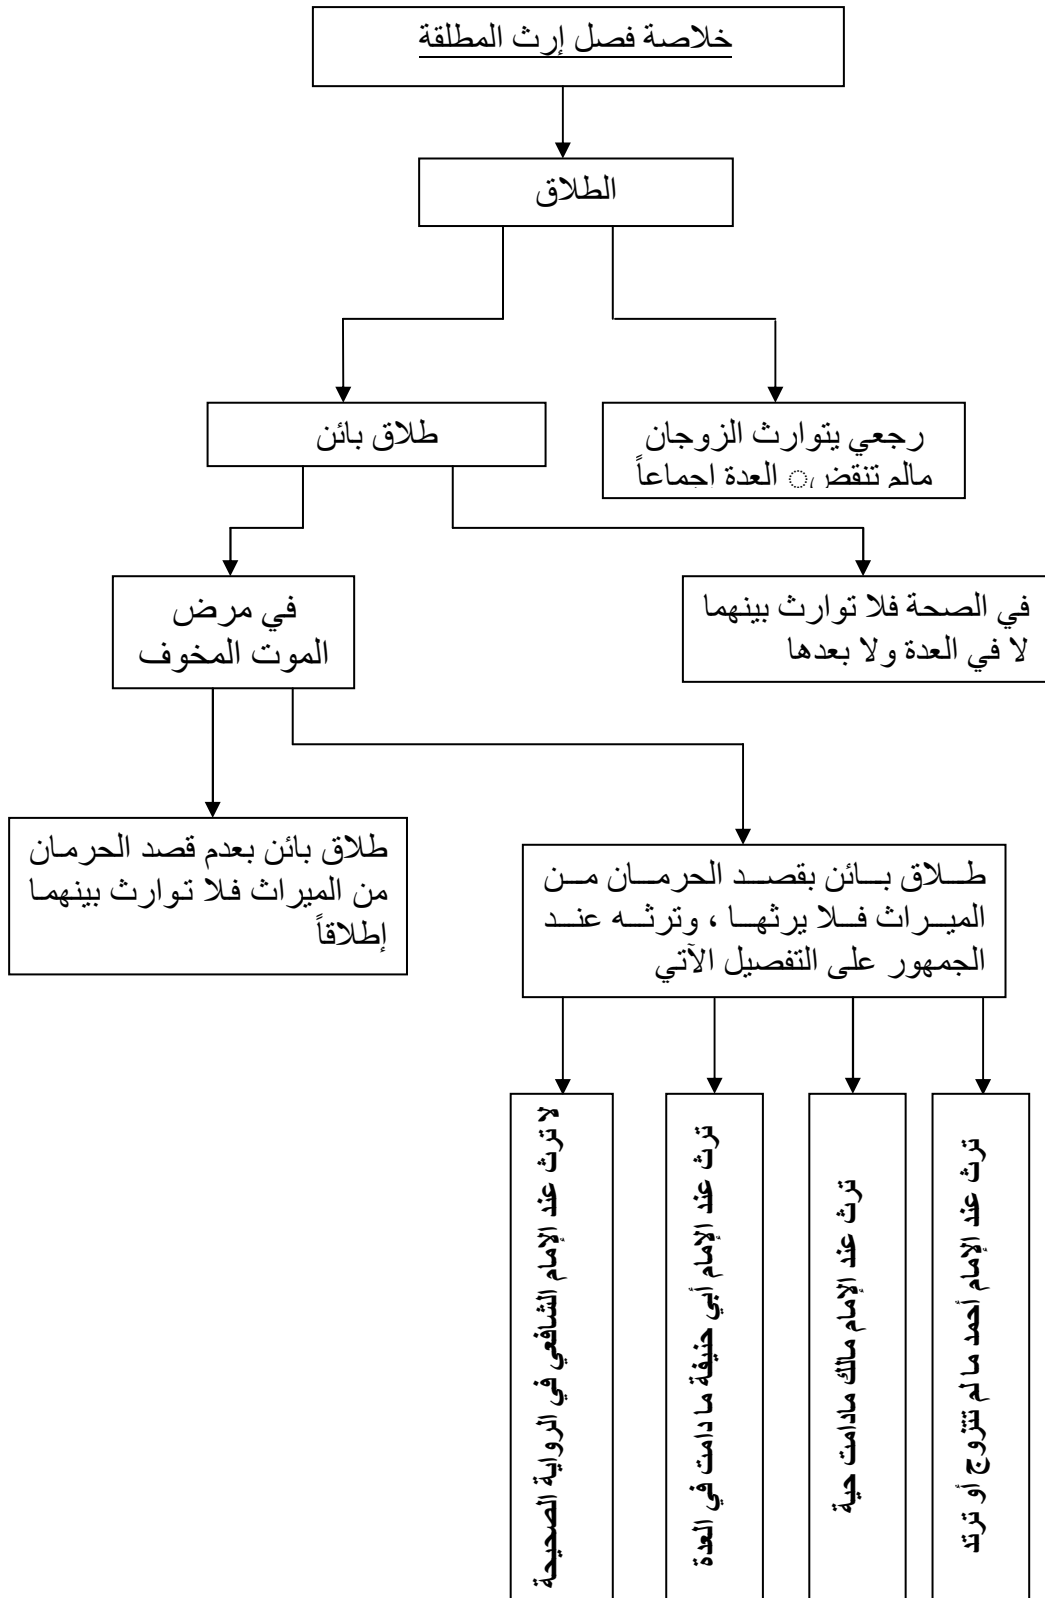 خلاصة فصل إرث المطلقة
الطلاق
رجعي يتوارث الزوجان
مالم تنقضِ العدة إجماعاً
طلاق بائن
في الصحة فلا توارث بينهما
لا في العدة ولا بعدها
في مرض
الموت المخوف
طلاق بائن بقصد الحرمان من
الميراث فلا يرثها ، وترثه عند
الجمهور على التفصيل الآتي
طلاق بائن بعدم قصد الحرمان
من الميراث فلا توارث بينهما
إطلاقاً
ترث عند الإمام أحمد ما لم تتزوج أو ترتد
ترث عند الإمام مالك مادامت حية
ترث عند الإمام أبي حنيفة ما دامت في العدة
لا ترث عند الإمام الشافعي في الرواية الصحيحة